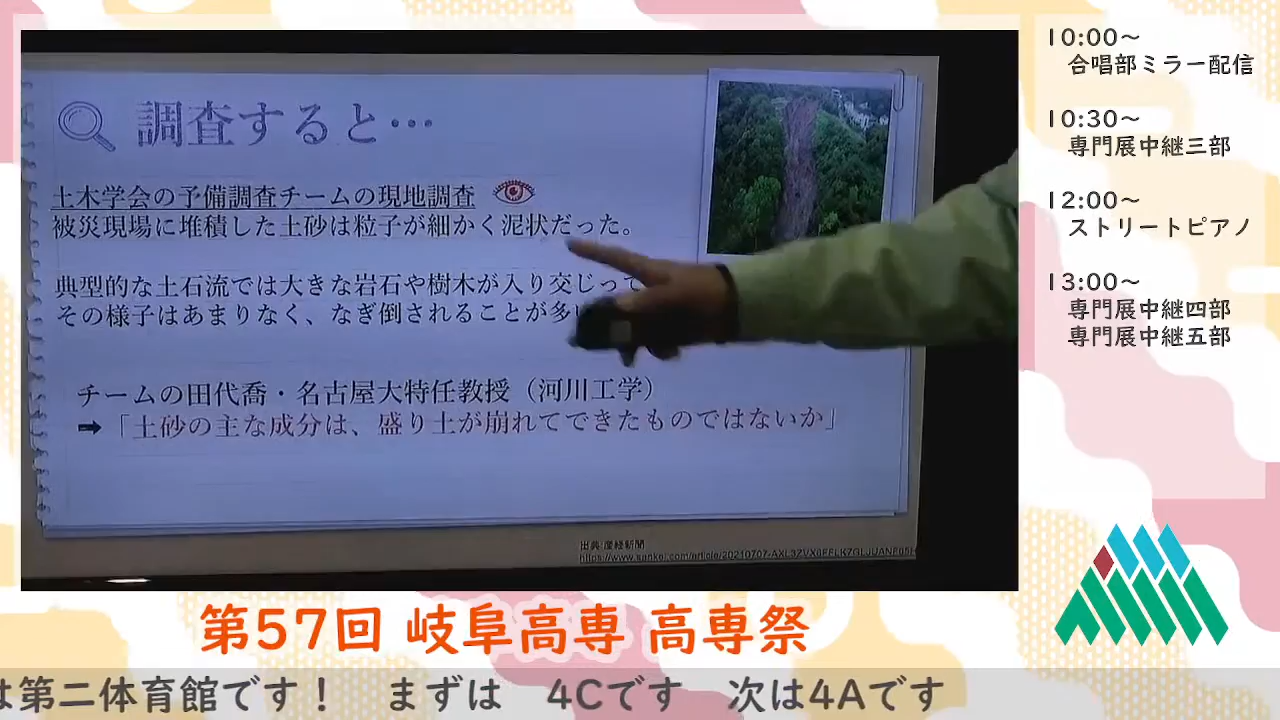 調査すると…
土木学会の予備調査チームの現地調査
被災現場に堆積した土砂は粒子が細かく泥状だった。
典型的な土石流では大きな岩石や樹木が入り交じって
その様子はあまりなく、なぎ倒されることが多
チームの田代喬・名古屋大特任教授（河川工学）
➡「土砂の主な成分は、盛り土が崩れてできたものではないか」
出典:産経新聞
10:00～
合唱部ミラー配信
10:30～
専門展中継三部
12:00～
ストリートピアノ
13:00～
専門展中継四部
専門展中継五部
第57回 岐阜高専 高専祭
は第二体育館です！　まずは　4Cです　次は4Aです